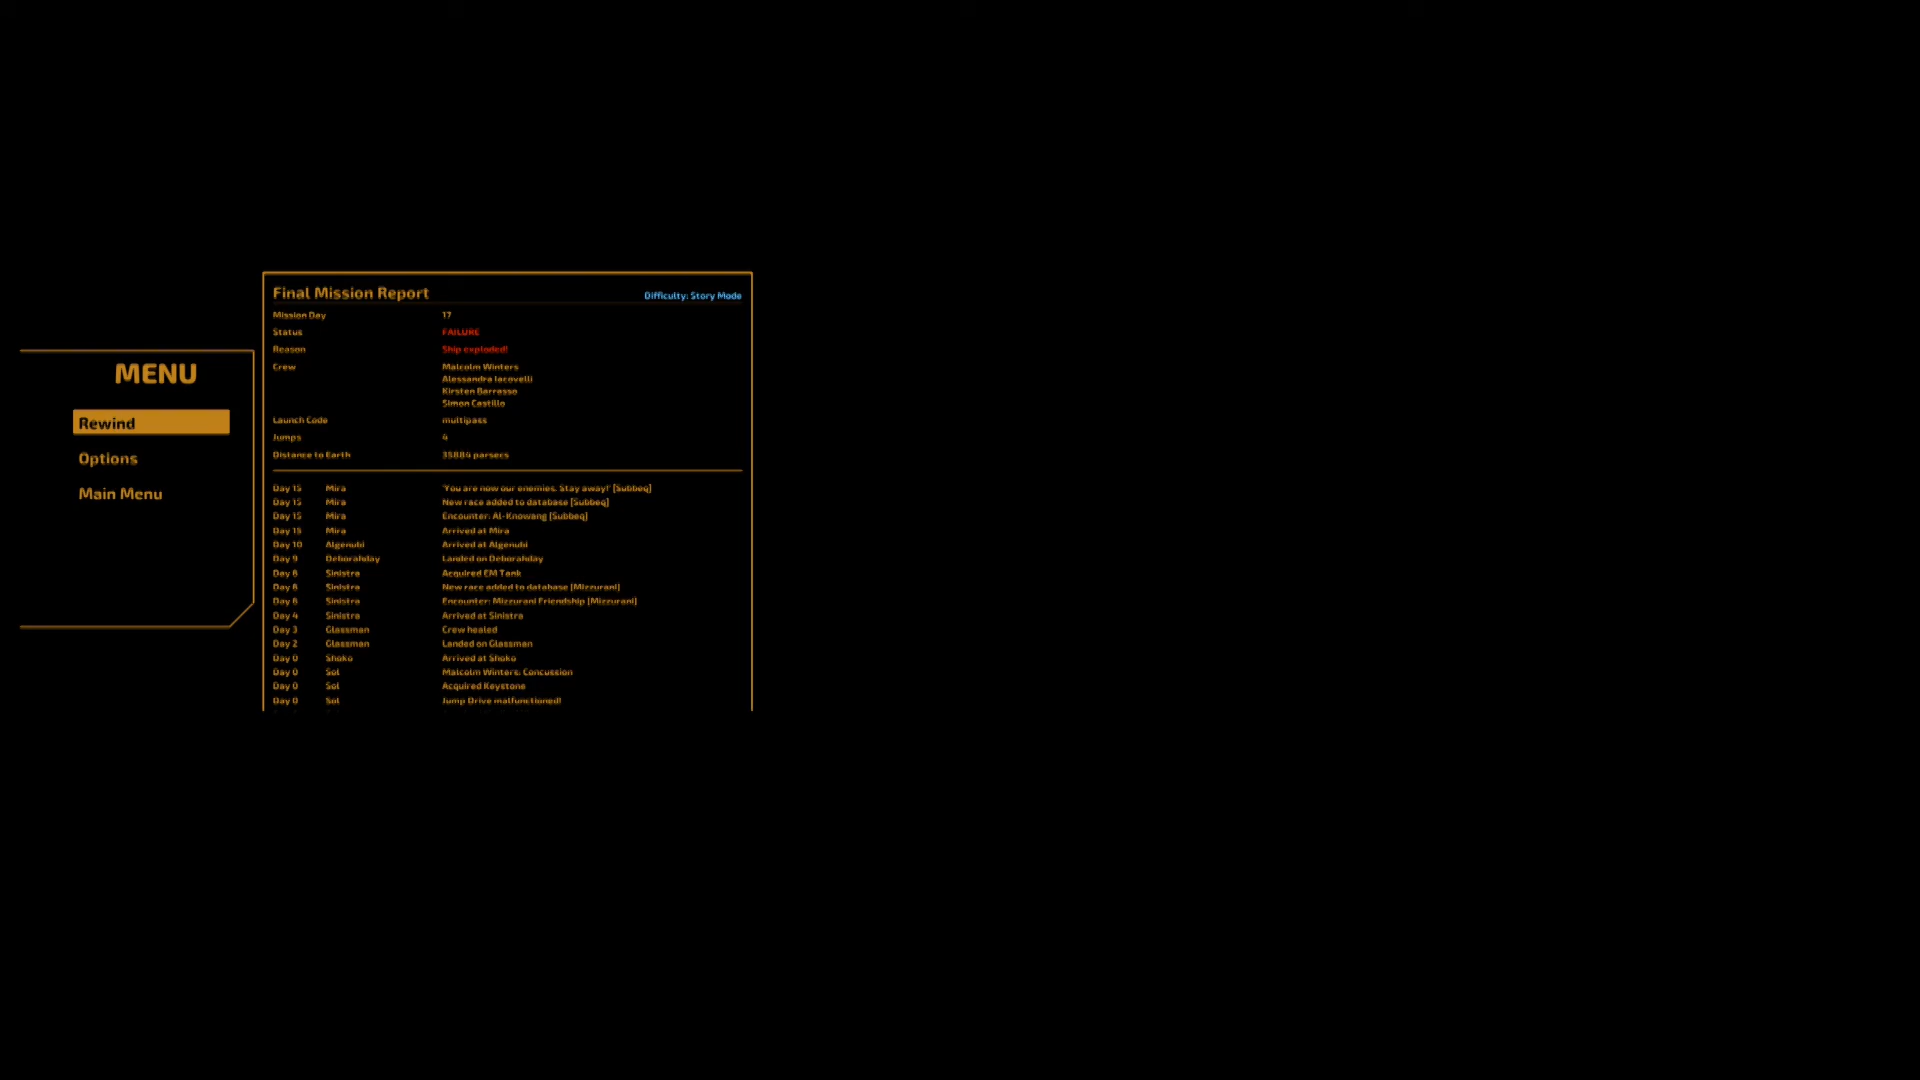 MENU
Rewind
Options
Main Menu
Final Mission Report Difficulty: Story Mode
Mission Day 17
Status FAILURE
Reason Ship exploded!
Crew Malcolm Winters
Alessandra Iacovelli
Kirsten Barrasso
Simon Castillo
Launch Code multipass
Jumps 4
Distance to Earth 35884 parsecs
Day 15 Mira 'You are now our enemies. Stay away!' [Subbeq]
Day 15 Mira New race added to database [Subbeq]
Day 15 Mira Encounter: Al-Knowang [Subbeq]
Day 15 Mira Arrived at Mira
Day 10 Algenubi Arrived at Algenubi
Day 9 Deborahday Landed on Deborahday
Day 6 Sinistra Acquired EM Tank
Day 6 Sinistra New race added to database [Mizzurani]
Day 6 Sinistra Encounter: Mizzurani Friendship [Mizzurani]
Day 4 Sinistra Arrived at Sinistra
Day 3 Glassman Crew healed
Day 2 Glassman Landed on Glassman
Day 0 Shoko Arrived at Shoko
Day 0 Sol Malcolm Winters: Concussion
Day 0 Sol Acquired Keystone
Day 0 Sol Jump Drive malfunctioned!